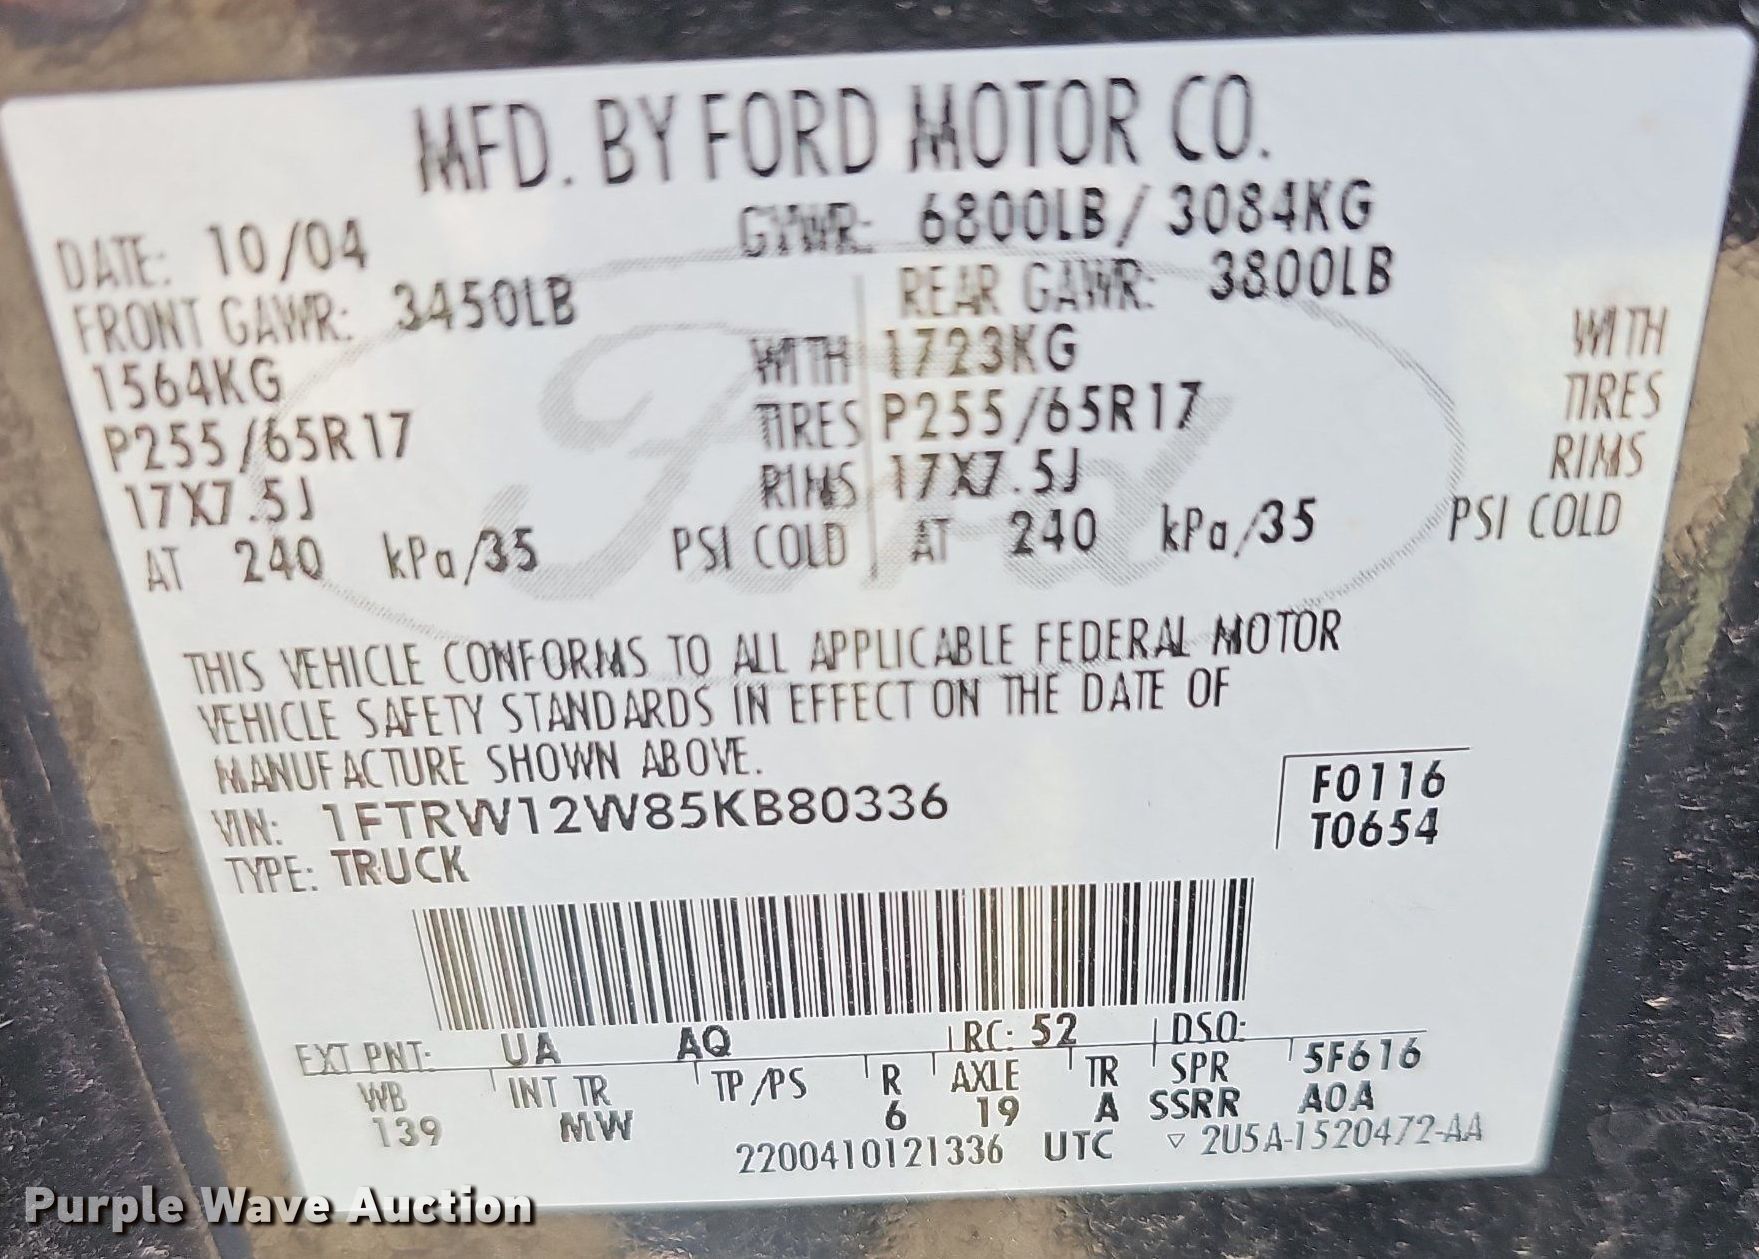 MFD. BY FORD MOTOR CO.
DATE: 10/04 GVWR: 6800LB / 3084KG
FRONT GAWR: 3450LB REAR GAWR: 3800LB
1564KG WITH 1723KG WITH
P255/65R17 TIRES P255/65R17 TIRES
17X7.5J RIMS 17X7.5J RIMS
AT 240 kPa/35 PSI COLD AT 240 kPa/35 PSI COLD
THIS VEHICLE CONFORMS TO ALL APPLICABLE FEDERAL MOTOR
VEHICLE SAFETY STANDARDS IN EFFECT ON THE DATE OF
MANUFACTURE SHOWN ABOVE.
VIN: 1FTRW12W85KB80336 F0116
TYPE: TRUCK T0654
EXT PNT: UA AQ RC: 52 DSO:
WB INT TR TP/PS R AXLE TR SPR 5F616
139 MW 6 19 A SSRR A0A
2200410121336 UTC ▽ 2U5A-1520472-AA
Ford
Purple Wave Auction